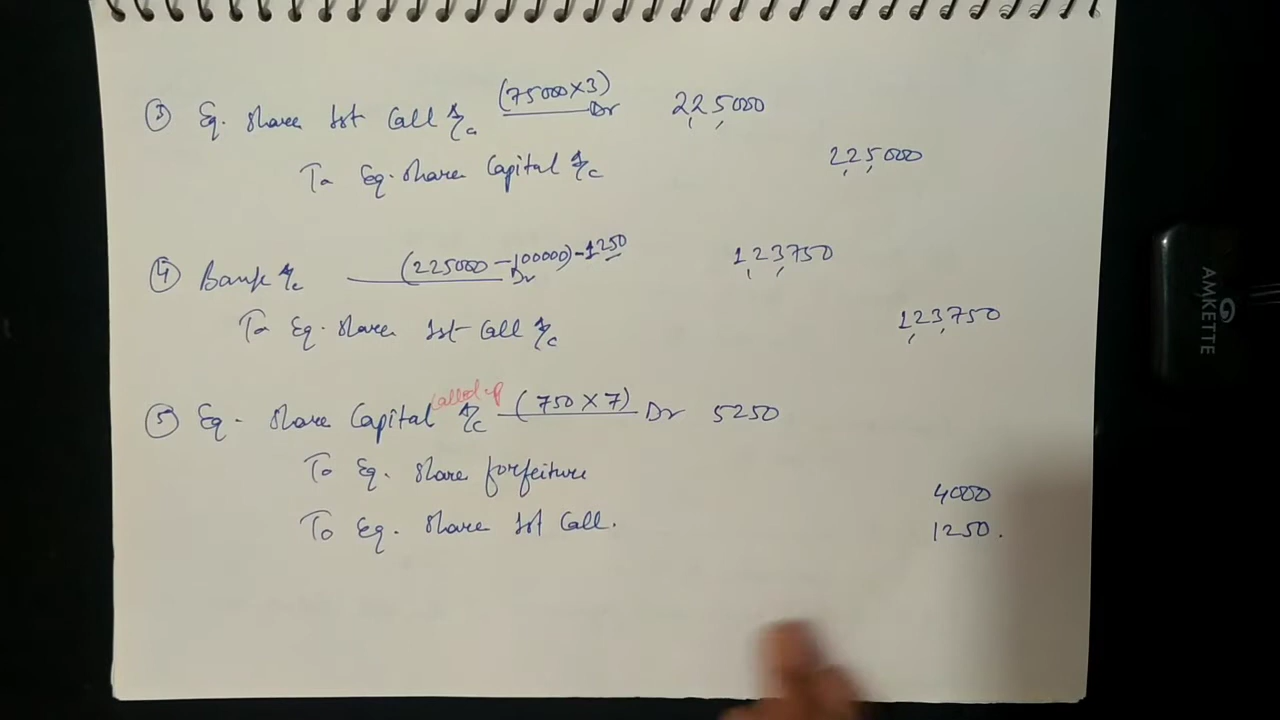 ③ Eq. Share 1st Call A/c (75000×3) Dr 225000
To Eq. Share Capital A/c 225000
④ Bank A/c (225000 - 100000) - 1250 Dr 123750
To Eq. Share 1st Call A/c 123750
⑤ Eq. Share Capital called up A/c (750 × 7) Dr 5250
To Eq. Share forfeiture 4000
To Eq. Share 1st Call. 1250.
AMKETTE